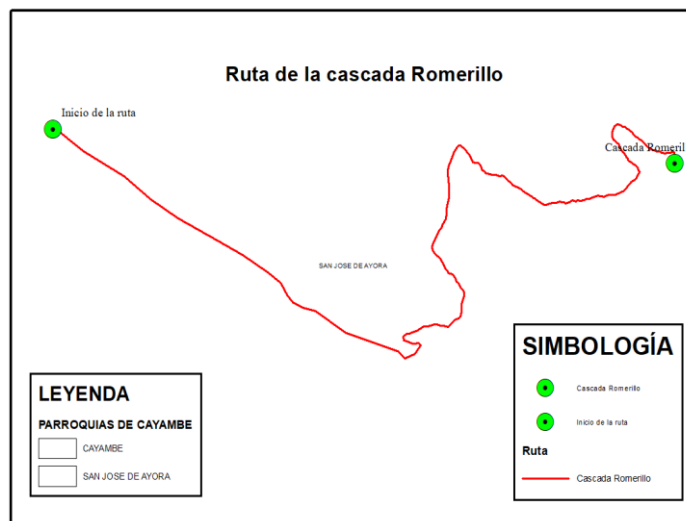 Ruta de la cascada Romerillo
Inicio de la ruta
Cascada Romeril
SAN JOSE DE AYORA
LEYENDA
PARROQUIAS DE CAYAMBE
CAYAMBE
SAN JOSE DE AYORA
SIMBOLOGÍA
Cascada Romerillo
Inicio de la ruta
Ruta
Cascada Romerillo